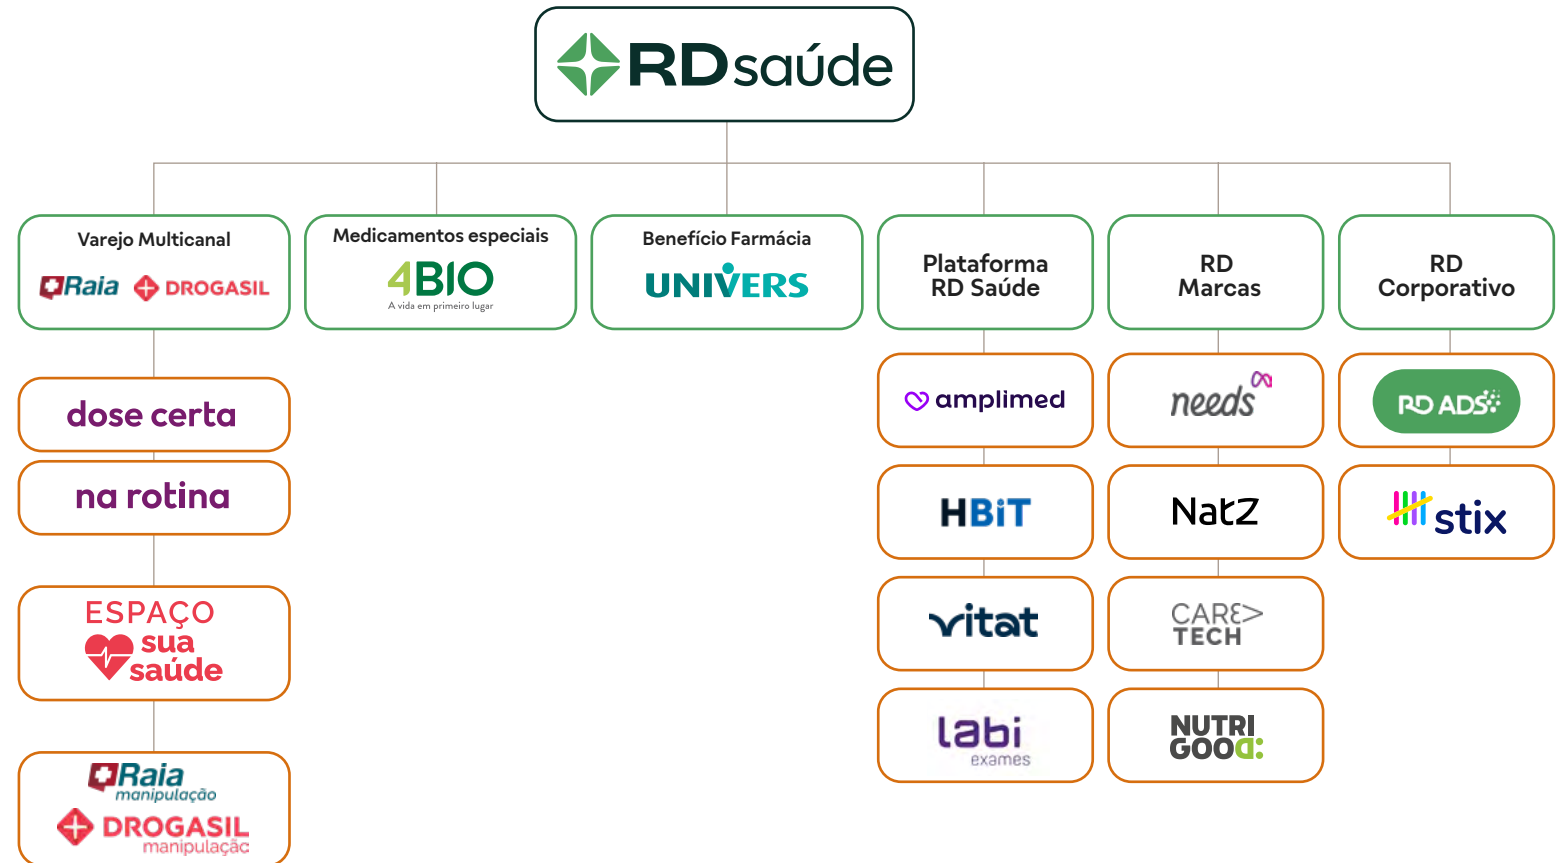 RDsaúde
Varejo Multicanal
Raia DROGASIL
Medicamentos especiais
4BIO
A vida em primeiro lugar
Benefício Farmácia
UNIVERS
Plataforma
RD Saúde
RD
Marcas
RD
Corporativo
dose certa
na rotina
ESPAÇO
sua
saúde
Raia
manipulação
DROGASIL
manipulação
amplimed
HBiT
vitat
labi
exames
needs
Natz
CARE
TECH
NUTRI
GOOD:
RD ADS
stix